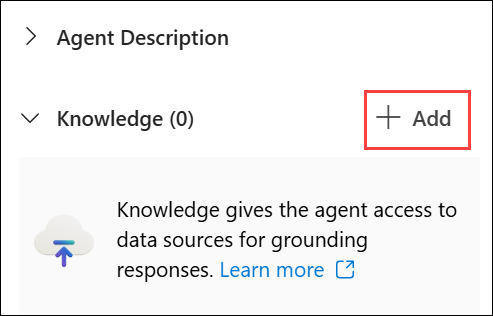 Agent Description
Knowledge (0)
+ Add
Knowledge gives the agent access to
data sources for grounding
responses. Learn more